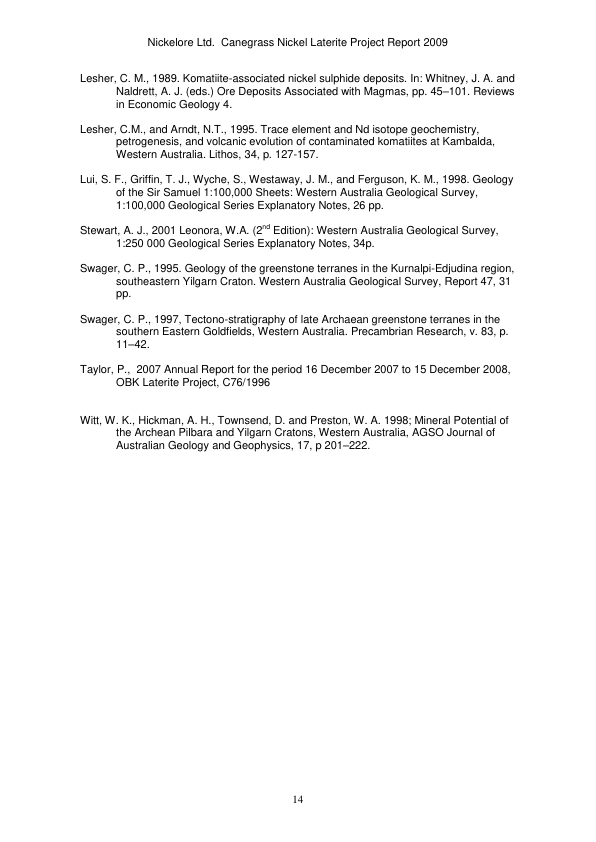 Nickelore Ltd.  Canegrass Nickel Laterite Project Report 2009
Lesher, C. M., 1989. Komatiite-associated nickel sulphide deposits. In: Whitney, J. A. and
Naldrett, A. J. (eds.) Ore Deposits Associated with Magmas, pp. 45–101. Reviews
in Economic Geology 4.
Lesher, C.M., and Arndt, N.T., 1995. Trace element and Nd isotope geochemistry,
petrogenesis, and volcanic evolution of contaminated komatiites at Kambalda,
Western Australia. Lithos, 34, p. 127-157.
Lui, S. F., Griffin, T. J., Wyche, S., Westaway, J. M., and Ferguson, K. M., 1998. Geology
of the Sir Samuel 1:100,000 Sheets: Western Australia Geological Survey,
1:100,000 Geological Series Explanatory Notes, 26 pp.
Stewart, A. J., 2001 Leonora, W.A. (2nd Edition): Western Australia Geological Survey,
1:250 000 Geological Series Explanatory Notes, 34p.
Swager, C. P., 1995. Geology of the greenstone terranes in the Kurnalpi-Edjudina region,
southeastern Yilgarn Craton. Western Australia Geological Survey, Report 47, 31
pp.
Swager, C. P., 1997, Tectono-stratigraphy of late Archaean greenstone terranes in the
southern Eastern Goldfields, Western Australia. Precambrian Research, v. 83, p.
11–42.
Taylor, P.,  2007 Annual Report for the period 16 December 2007 to 15 December 2008,
OBK Laterite Project, C76/1996
Witt, W. K., Hickman, A. H., Townsend, D. and Preston, W. A. 1998; Mineral Potential of
the Archean Pilbara and Yilgarn Cratons, Western Australia, AGSO Journal of
Australian Geology and Geophysics, 17, p 201–222.
14